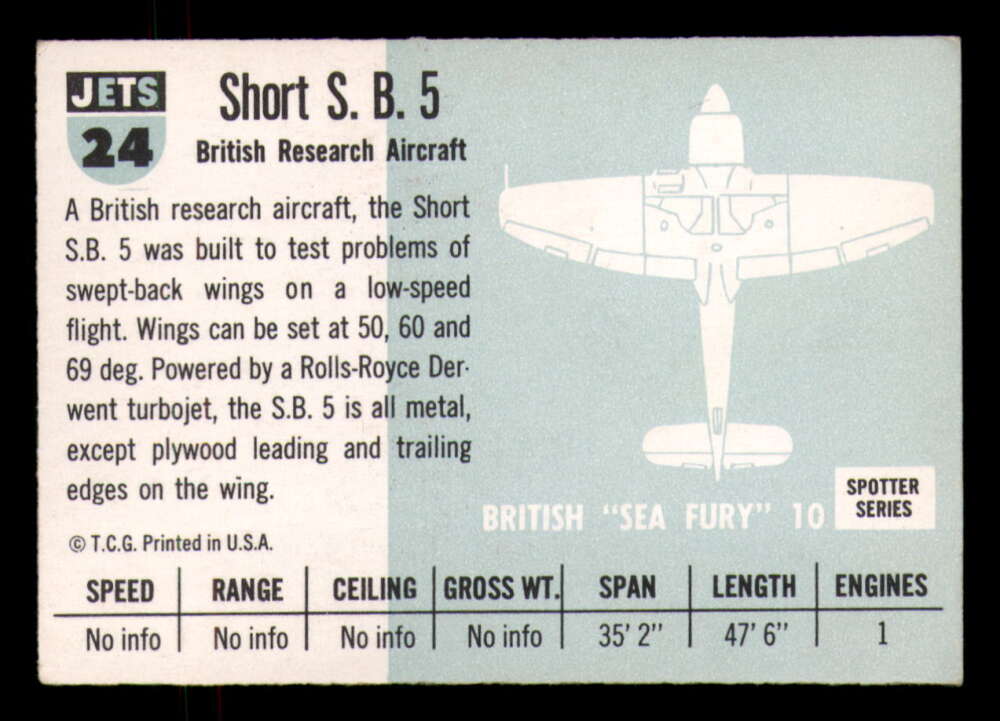 JETS
24
Short S. B. 5
British Research Aircraft
A British research aircraft, the Short
S.B. 5 was built to test problems of
swept-back wings on a low-speed
flight. Wings can be set at 50, 60 and
69 deg. Powered by a Rolls-Royce Der-
went turbojet, the S.B. 5 is all metal,
except plywood leading and trailing
edges on the wing.
© T.C.G. Printed in U.S.A.
BRITISH "SEA FURY" 10
SPOTTER
SERIES
SPEED RANGE CEILING GROSS WT. SPAN LENGTH ENGINES
No info No info No info No info 35' 2" 47' 6" 1